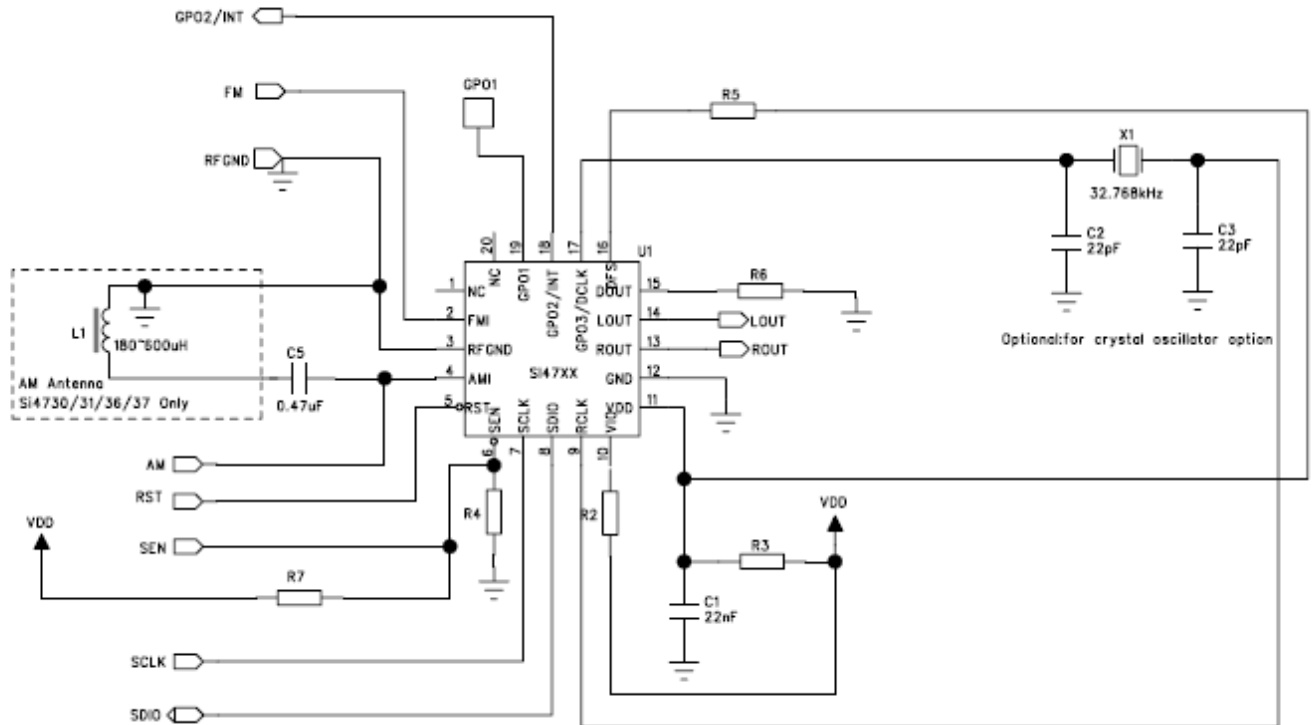 GPO2/INT
FM
GPO1
RFGND
R5
X1
32.768kHz
C2
22pF
C3
22pF
Optional:for crystal oscillator option
20
19
18
17
16
NC
GPO1
GPO2/INT
GPO3/DCLK
DFS
U1
1
NC
2
FMI
3
RFGND
4
AMI
5
RST
SI47XX
DOUT
15
LOUT
14
ROUT
13
GND
12
VDD
11
SEN
SCLK
SDIO
RCLK
VIO
6
7
8
9
10
R6
LOUT
ROUT
L1
180~600uH
C5
0.47uF
AM Antenna
Si4730/31/36/37 Only
AM
RST
VDD
SEN
R7
R4
R2
VDD
R3
C1
22nF
SCLK
SDIO